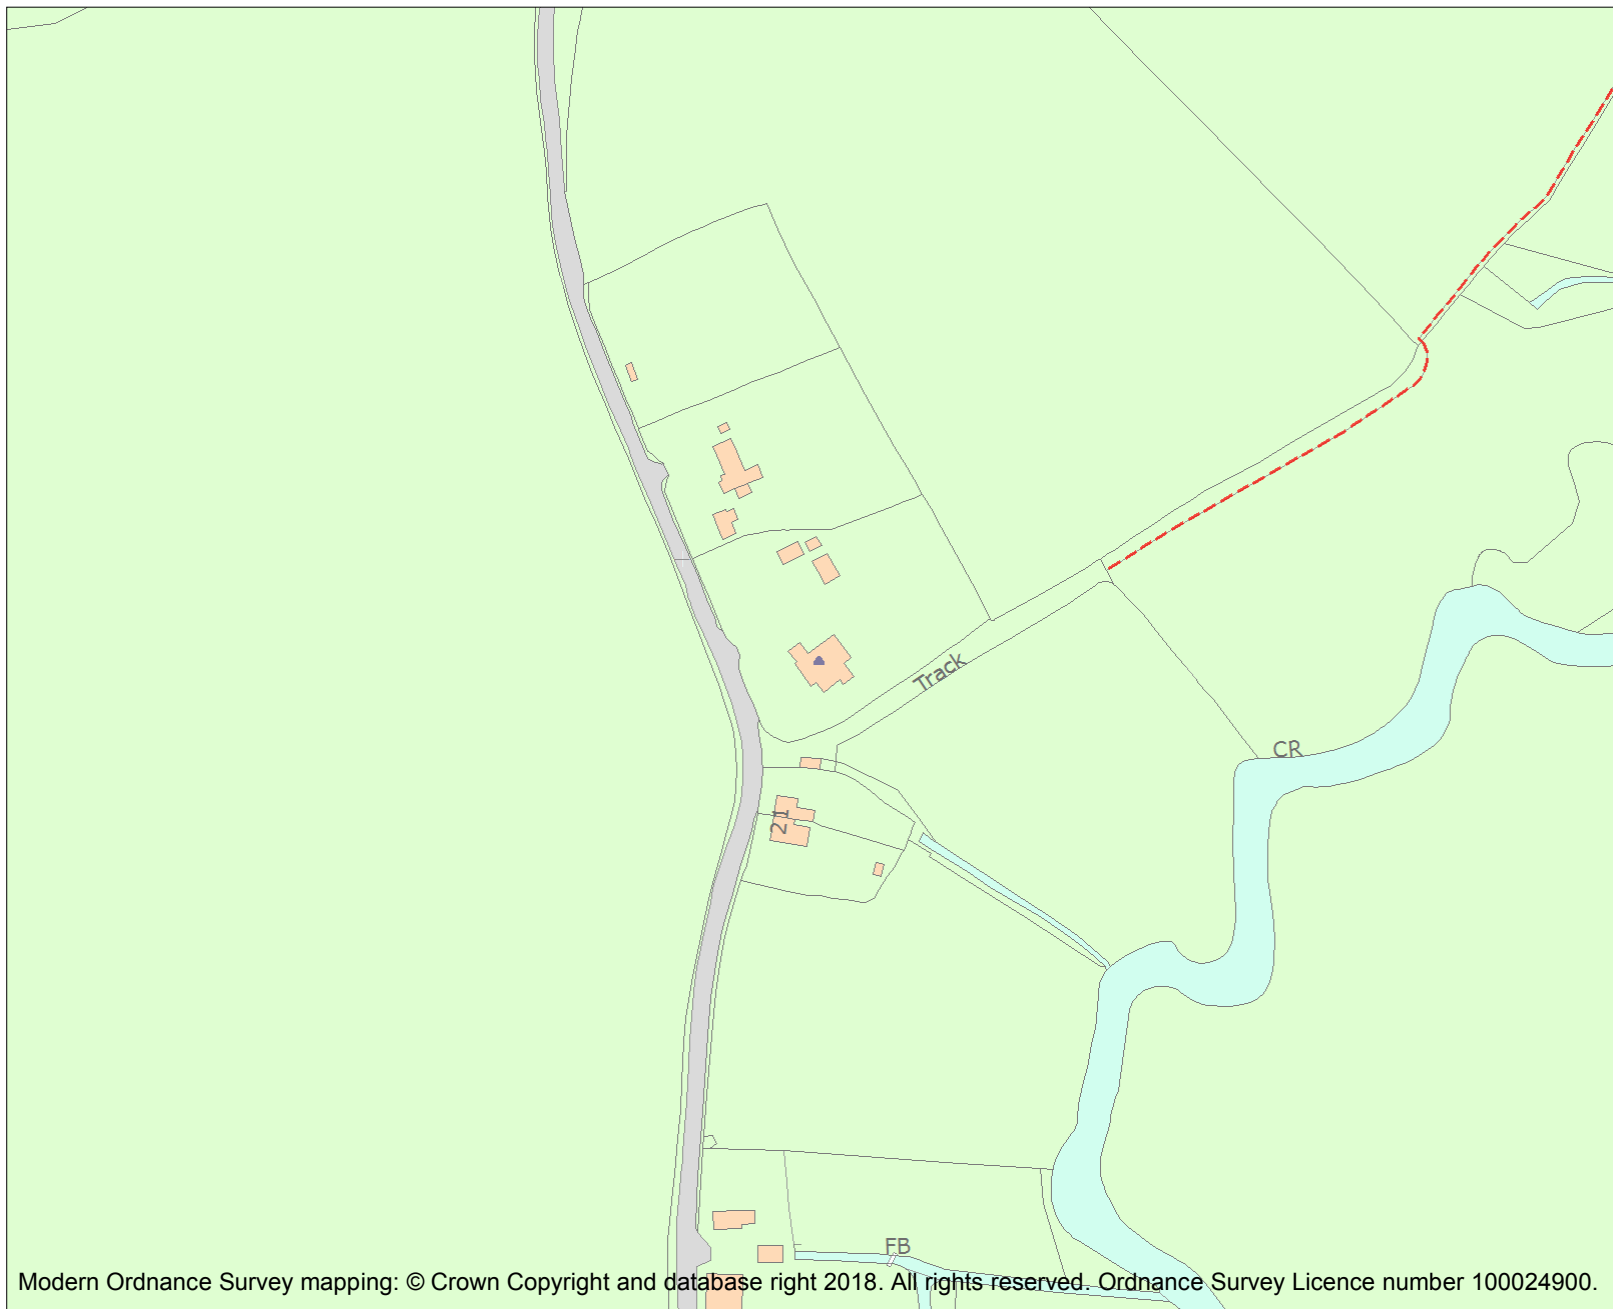 Track
CR
21
FB
Modern Ordnance Survey mapping: © Crown Copyright and database right 2018. All rights reserved. Ordnance Survey Licence number 100024900.